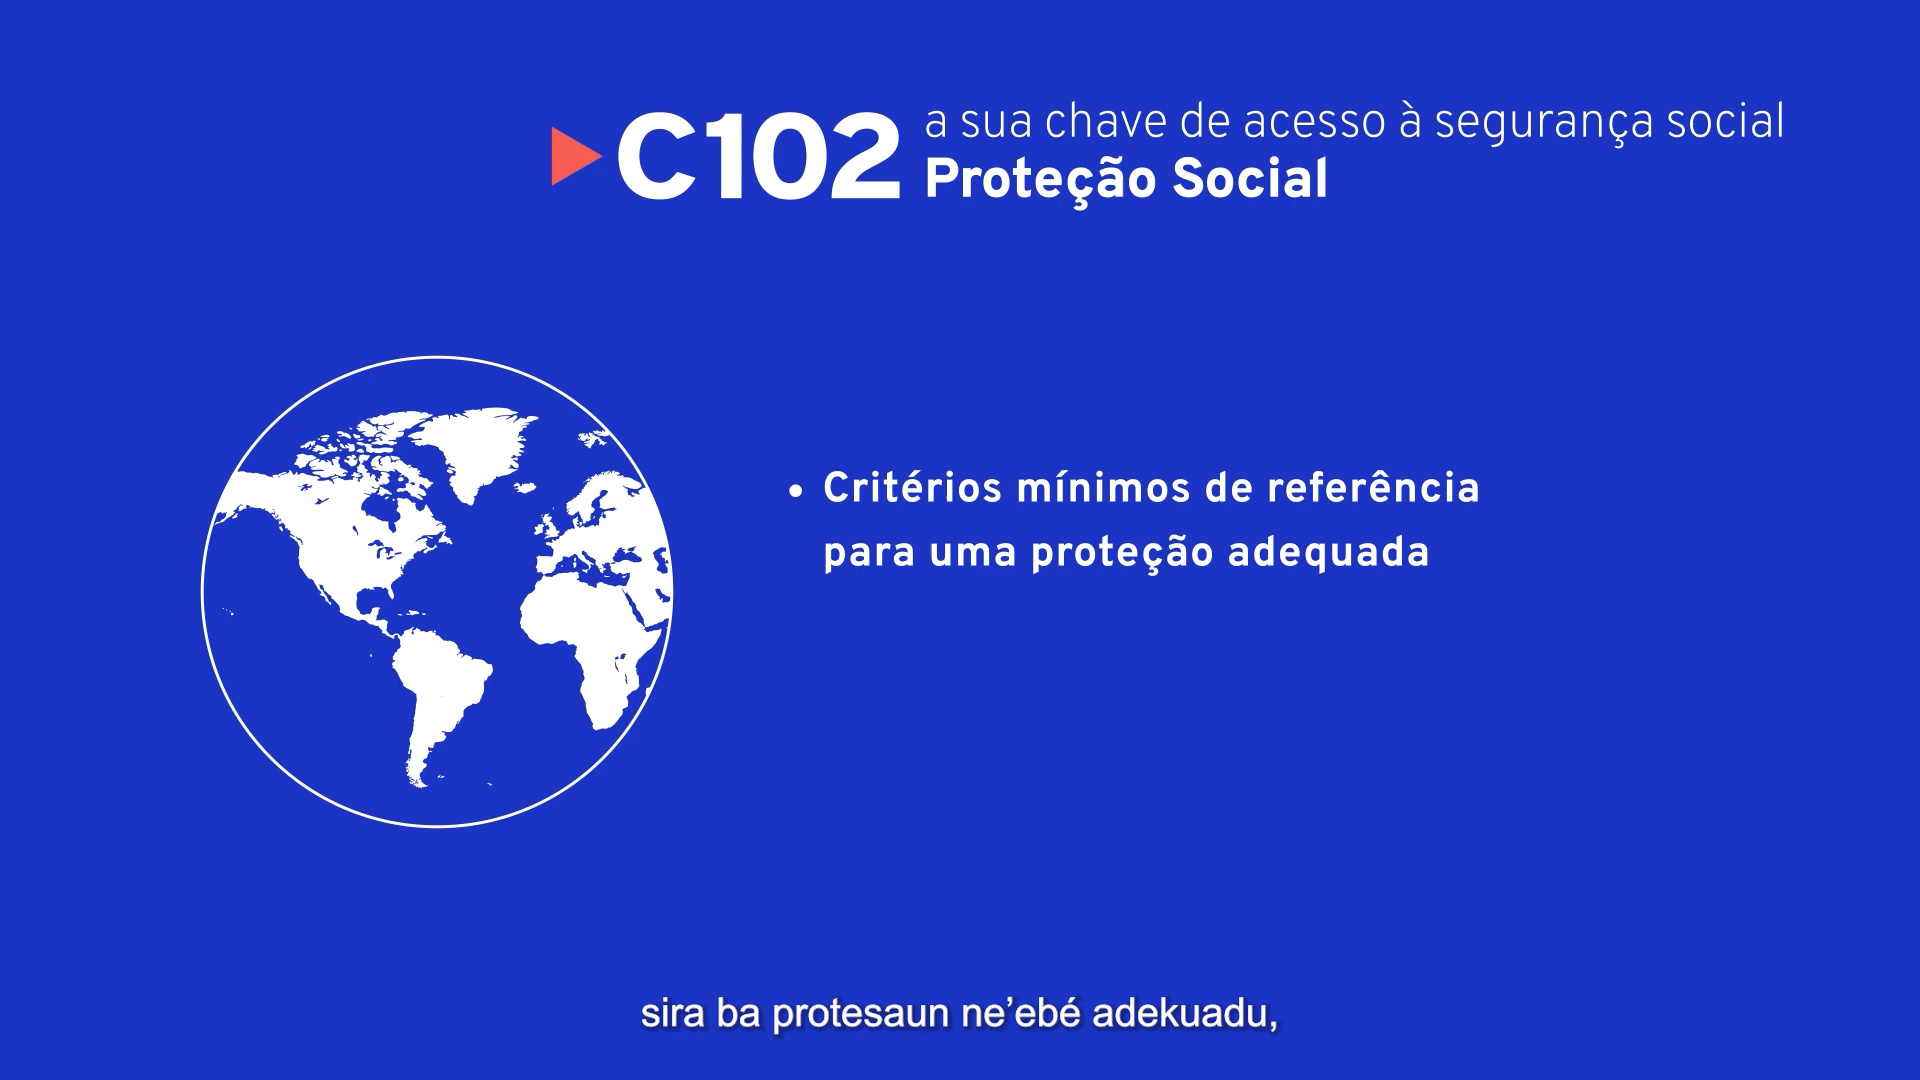 C102
a sua chave de acesso à segurança social
Proteção Social
• Critérios mínimos de referência
para uma proteção adequada
sira ba protesaun ne’ebé adekuadu,